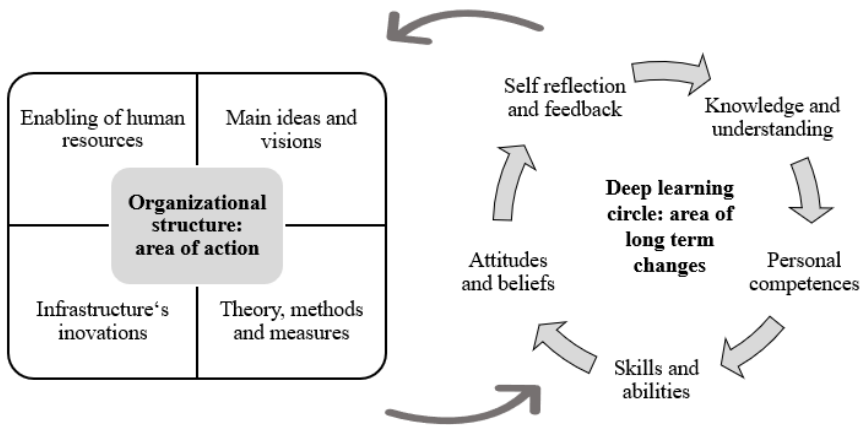 Enabling of human
resources
Main ideas and
visions
Organizational
structure:
area of action
Infrastructure‘s
inovations
Theory, methods
and measures
Self reflection
and feedback
Knowledge and
understanding
Deep learning
circle: area of
long term
changes
Personal
competences
Skills and
abilities
Attitudes
and beliefs